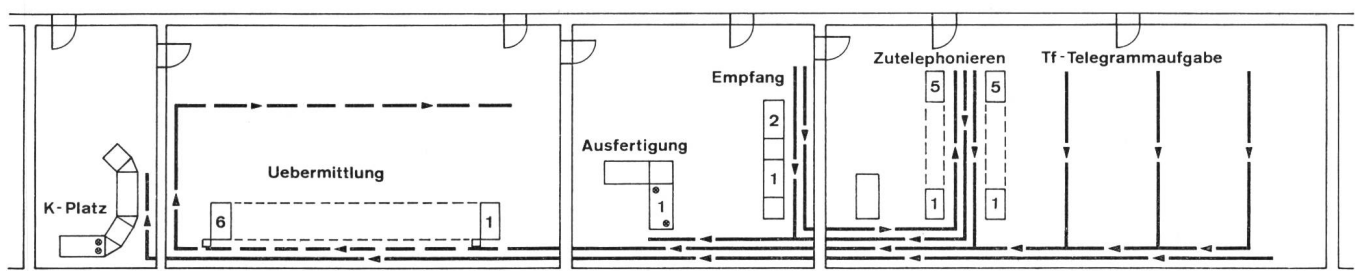 Zutelephonieren Tf-Telegrammaufgabe
Empfang
5 5
2
Ausfertigung
Uebermittlung
1
K-Platz
6 1 1 1 1